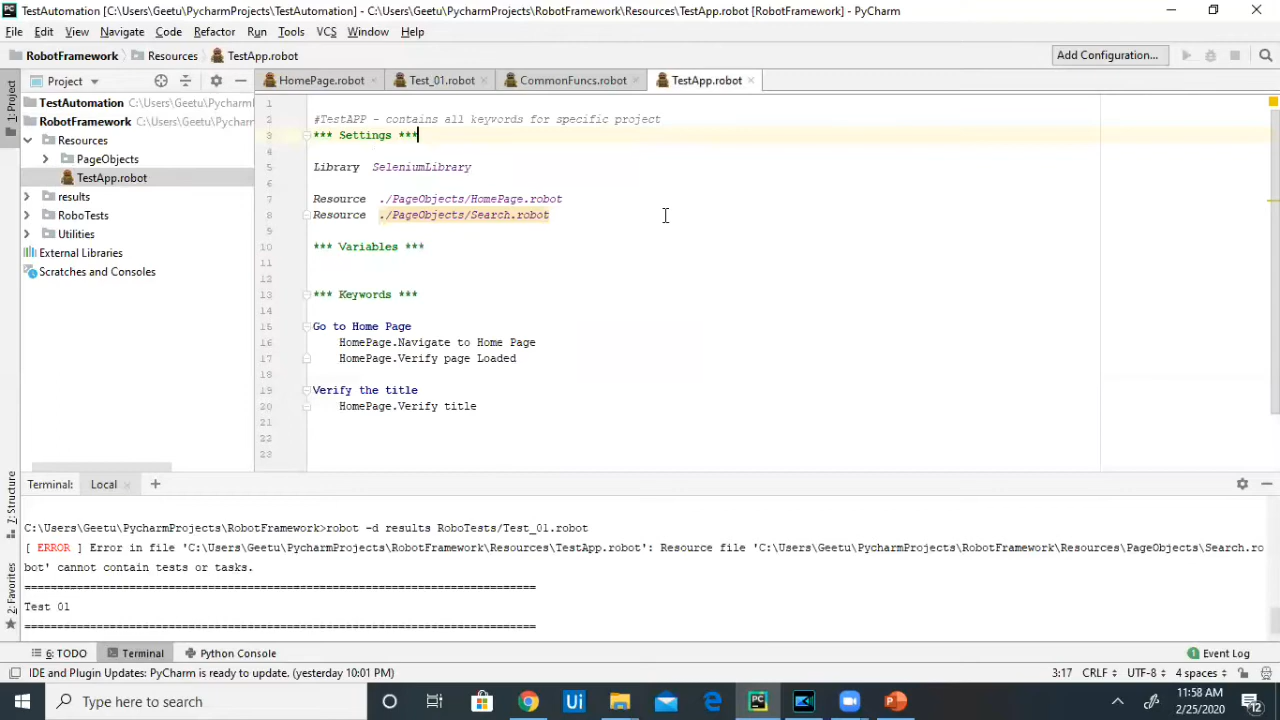 TestAutomation [C:\Users\Geetu\PycharmProjects\TestAutomation] - C:\Users\Geetu\PycharmProjects\RobotFramework\Resources\TestApp.robot [RobotFramework] - PyCharm
File Edit View Navigate Code Refactor Run Tools VCS Window Help
RobotFramework Resources TestApp.robot Add Configuration...
Project HomePage.robot Test_01.robot CommonFuncs.robot TestApp.robot
1: Project
TestAutomation C:\Users\Geetu\Pycharm
RobotFramework C:\Users\Geetu\Pycharm
Resources
PageObjects
TestApp.robot
results
RoboTests
Utilities
External Libraries
Scratches and Consoles
1
2 #TestAPP - contains all keywords for specific project
3 *** Settings ***
4
5 Library SeleniumLibrary
6
7 Resource ./PageObjects/HomePage.robot
8 Resource ./PageObjects/Search.robot
9
10 *** Variables ***
11
12
13 *** Keywords ***
14
15 Go to Home Page
16 HomePage.Navigate to Home Page
17 HomePage.Verify page Loaded
18
19 Verify the title
20 HomePage.Verify title
21
22
23
7: Structure
2: Favorites
Terminal: Local
C:\Users\Geetu\PycharmProjects\RobotFramework>robot -d results RoboTests/Test_01.robot
[ ERROR ] Error in file 'C:\Users\Geetu\PycharmProjects\RobotFramework\Resources\TestApp.robot': Resource file 'C:\Users\Geetu\PycharmProjects\RobotFramework\Resources\PageObjects\Search.ro
bot' cannot contain tests or tasks.
==============================================================================
Test 01
==============================================================================
6: TODO Terminal Python Console Event Log
IDE and Plugin Updates: PyCharm is ready to update. (yesterday 10:01 PM) 3:17 CRLF UTF-8 4 spaces
Type here to search
11:58 AM
2/25/2020
12